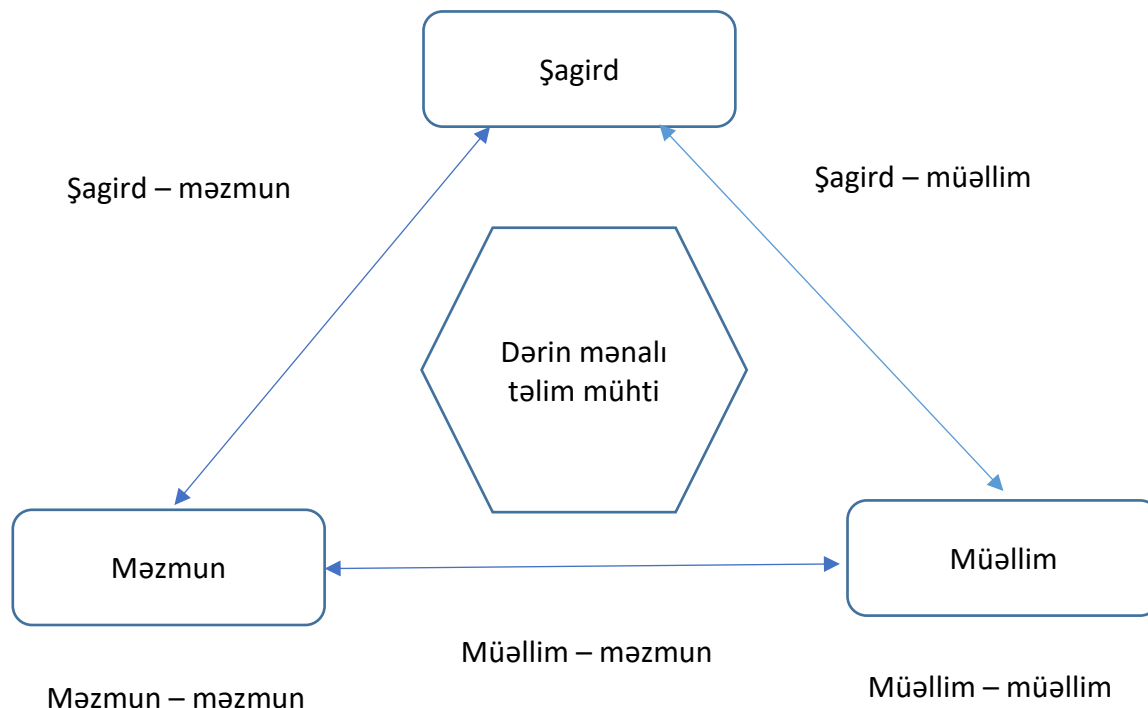 Şagird
Şagird – məzmun
Şagird – müəllim
Dərin mənalı
təlim mühti
Məzmun
Müəllim
Müəllim – məzmun
Məzmun – məzmun
Müəllim – müəllim